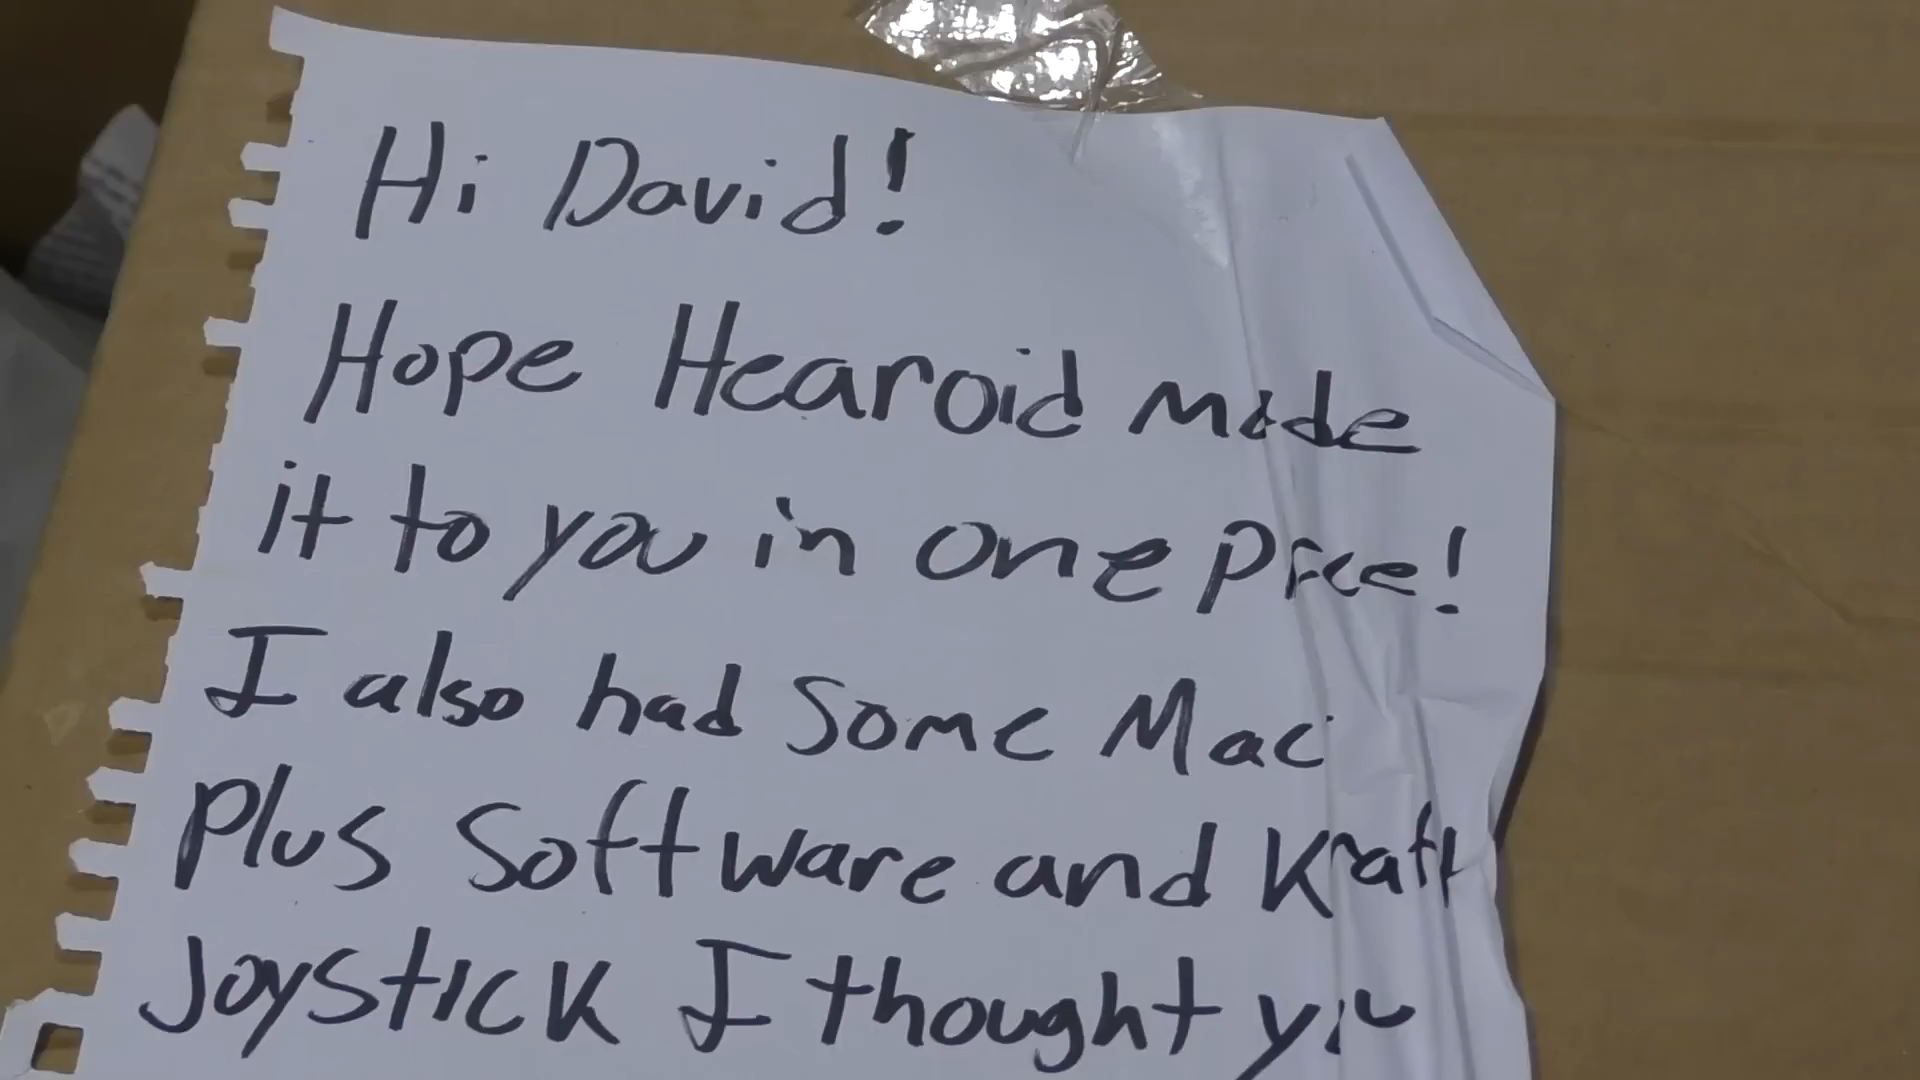 Hi David!
Hope Hearoid made
it to you in one piece!
I also had some Mac
Plus Software and Kraft
Joystick I thought you